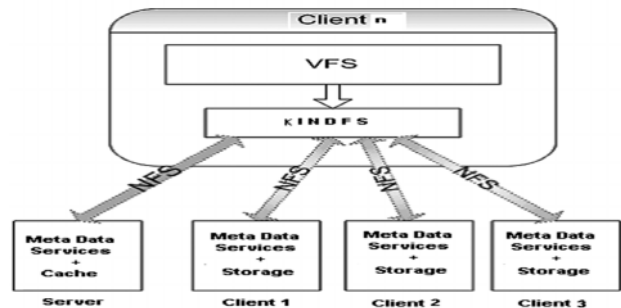 Client n
VFS
KINDFS
NFS
NFS
NFS
NFS
Meta Data
Services
+
Cache
Server
Meta Data
Services
+
Storage
Client 1
Meta Data
Services
+
Storage
Client 2
Meta Data
Services
+
Storage
Client 3